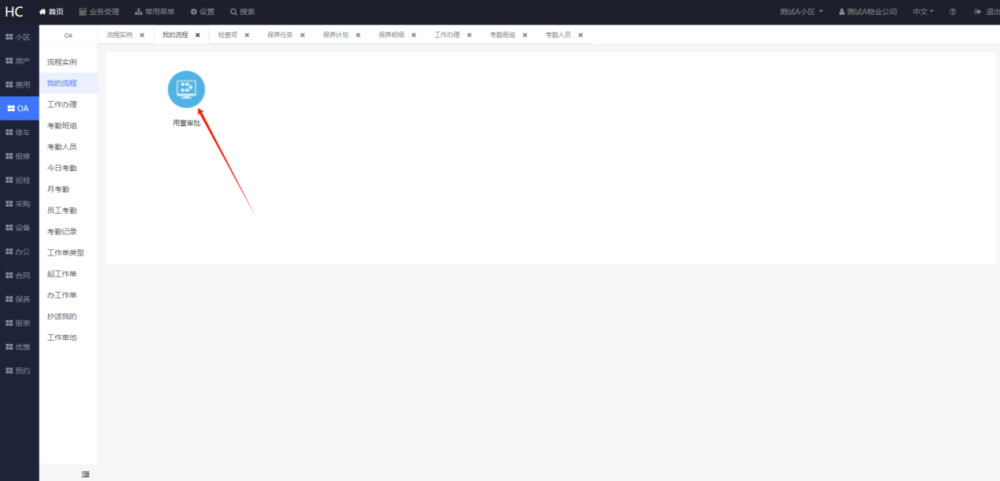 HC 首页 业务受理 常用菜单 设置 搜索 测试A小区 测试A物业公司 中文 退出
小区
房产
费用
OA
停车
报修
巡检
采购
设备
办公
合同
保养
报表
优惠
预约
OA
流程实例
我的流程
工作办理
考勤班组
考勤人员
今日考勤
月考勤
员工考勤
考勤记录
工作单类型
起工作单
办工作单
抄送我的
工作单池
流程实例 我的流程 检查项 保养任务 保养计划 保养明细 工作办理 考勤班组 考勤人员
用章审批